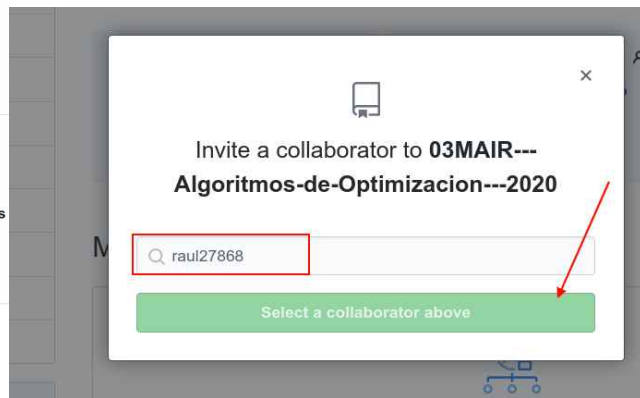 Invite a collaborator to 03MAIR---
Algoritmos-de-Optimizacion---2020
raul27868
Select a collaborator above
s
M